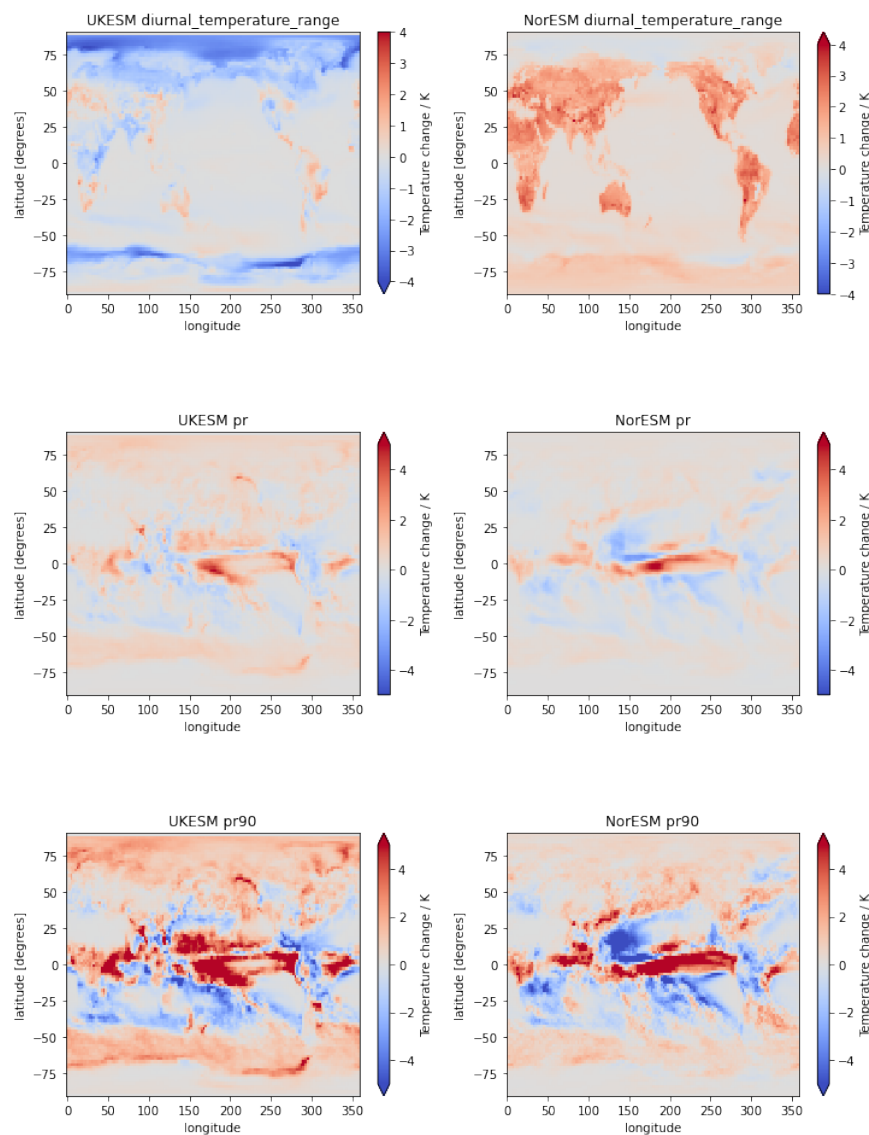 UKESM diurnal_temperature_range
75
50
25
0
−25
−50
−75
latitude [degrees]
0 50 100 150 200 250 300 350
longitude
4
3
2
1
0
−1
−2
−3
−4
Temperature change / K
NorESM diurnal_temperature_range
75
50
25
0
−25
−50
−75
latitude [degrees]
0 50 100 150 200 250 300 350
longitude
4
3
2
1
0
−1
−2
−3
−4
Temperature change / K
UKESM pr
75
50
25
0
−25
−50
−75
latitude [degrees]
0 50 100 150 200 250 300 350
longitude
4
2
0
−2
−4
Temperature change / K
NorESM pr
75
50
25
0
−25
−50
−75
latitude [degrees]
0 50 100 150 200 250 300 350
longitude
4
2
0
−2
−4
Temperature change / K
UKESM pr90
75
50
25
0
−25
−50
−75
latitude [degrees]
0 50 100 150 200 250 300 350
longitude
4
2
0
−2
−4
Temperature change / K
NorESM pr90
75
50
25
0
−25
−50
−75
latitude [degrees]
0 50 100 150 200 250 300 350
longitude
4
2
0
−2
−4
Temperature change / K